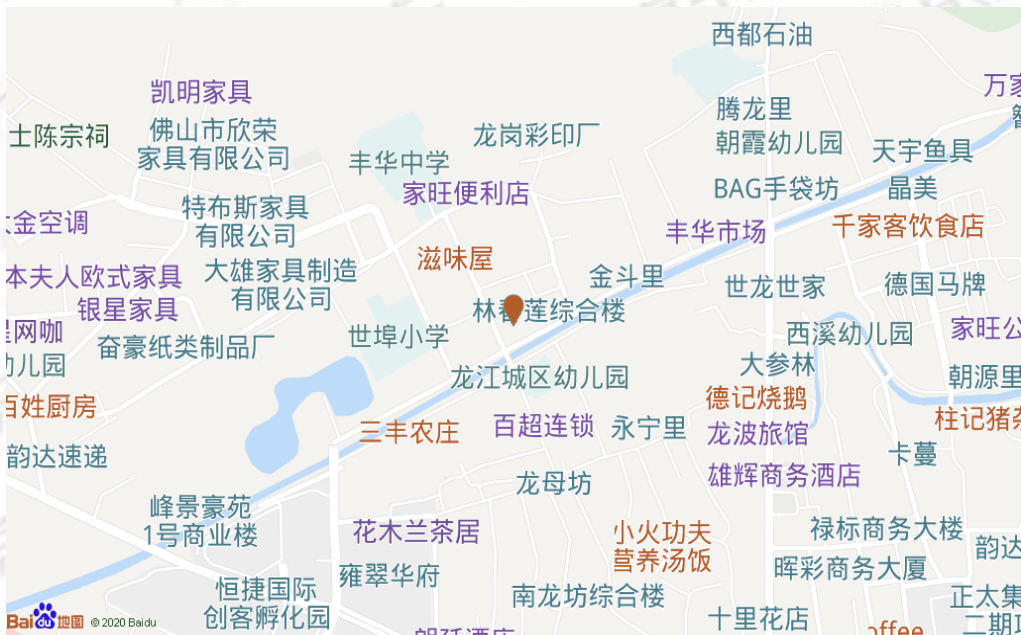 西都石油
凯明家具
万家
腾龙里
士陈宗祠
佛山市欣荣
家具有限公司
龙岗彩印厂
朝霞幼儿园
丰华中学
天宇鱼具
家旺便利店
BAG手袋坊
晶美
特布斯家具
有限公司
大金空调
丰华市场
千家客饮食店
滋味屋
本夫人欧式家具
大雄家具制造
有限公司
金斗里
世龙世家
德国马牌
银星家具
林春莲综合楼
星网咖
奋豪纸类制品厂
世埠小学
西溪幼儿园
家旺公
幼儿园
大参林
龙江城区幼儿园
朝源里
百姓厨房
德记烧鹅
三丰农庄
百超连锁
永宁里
龙波旅馆
柱记猪杂
韵达速递
卡蔓
雄辉商务酒店
龙母坊
峰景豪苑
1号商业楼
花木兰茶居
小火功夫
营养汤饭
禄标商务大楼
韵达
雍翠华府
晖彩商务大厦
恒捷国际
创客孵化园
南龙坊综合楼
正太集
二期项
十里花店
Bai du 地图 © 2020 Baidu